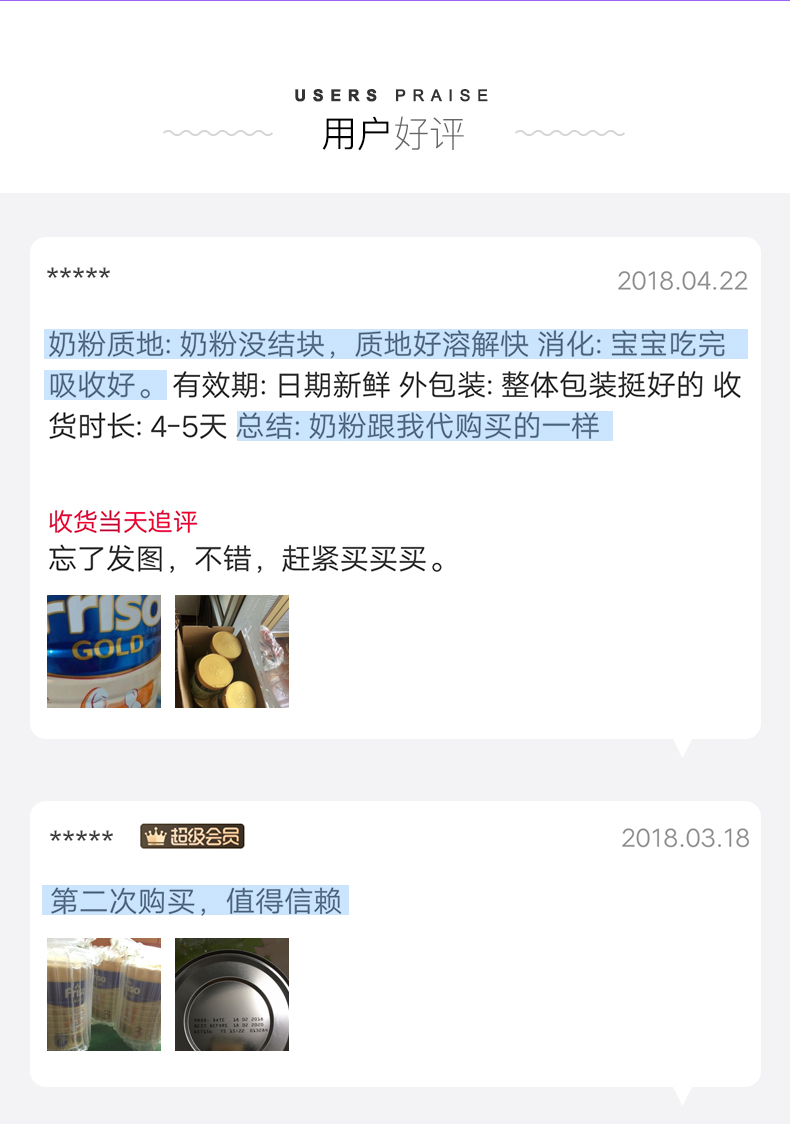 USERS PRAISE
用户好评
*****
2018.04.22
奶粉质地: 奶粉没结块，质地好溶解快 消化: 宝宝吃完
吸收好。有效期: 日期新鲜 外包装: 整体包装挺好的 收
货时长: 4-5天 总结: 奶粉跟我代购买的一样
收货当天追评
忘了发图，不错，赶紧买买买。
friso
GOLD
***** 超级会员
2018.03.18
第二次购买，值得信赖
Friso